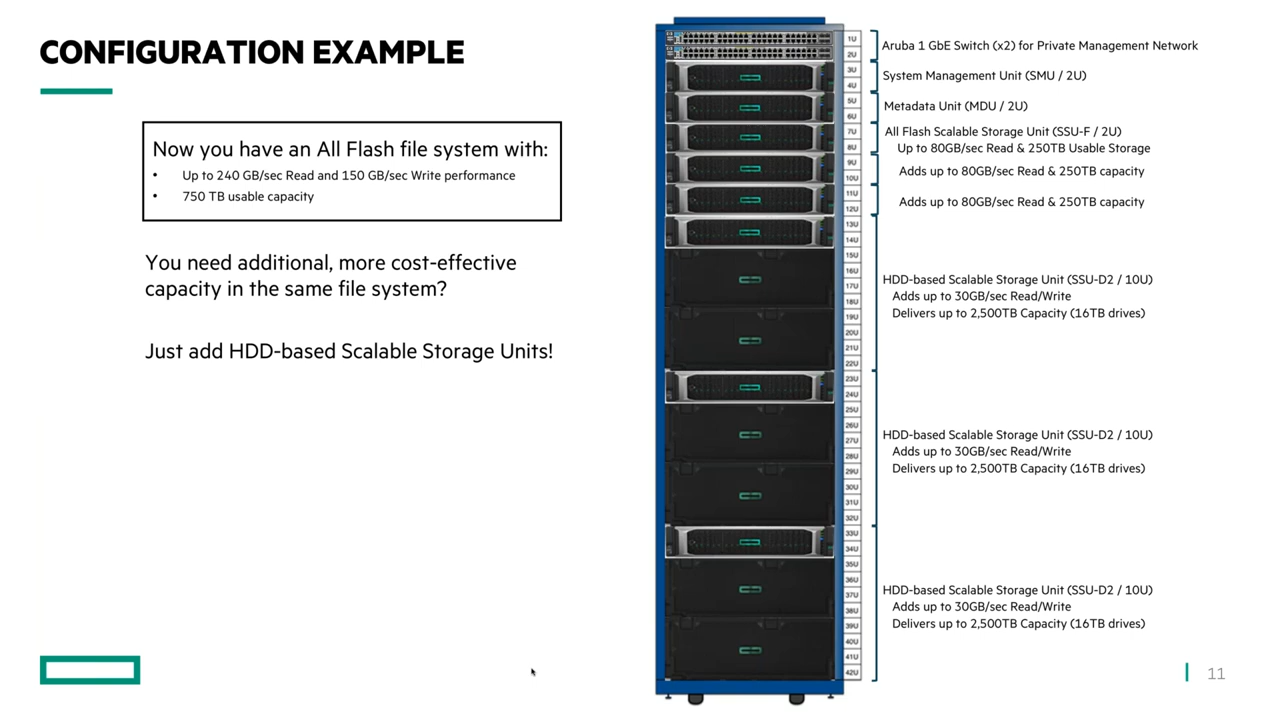 CONFIGURATION EXAMPLE
Now you have an All Flash file system with:
• Up to 240 GB/sec Read and 150 GB/sec Write performance
• 750 TB usable capacity
You need additional, more cost-effective
capacity in the same file system?
Just add HDD-based Scalable Storage Units!
1U
2U
3U
4U
5U
6U
7U
8U
9U
10U
11U
12U
13U
14U
15U
16U
17U
18U
19U
20U
21U
22U
23U
24U
25U
26U
27U
28U
29U
30U
31U
32U
33U
34U
35U
36U
37U
38U
39U
40U
41U
42U
Aruba 1 GbE Switch (x2) for Private Management Network
System Management Unit (SMU / 2U)
Metadata Unit (MDU / 2U)
All Flash Scalable Storage Unit (SSU-F / 2U)
Up to 80GB/sec Read & 250TB Usable Storage
Adds up to 80GB/sec Read & 250TB capacity
Adds up to 80GB/sec Read & 250TB capacity
HDD-based Scalable Storage Unit (SSU-D2 / 10U)
Adds up to 30GB/sec Read/Write
Delivers up to 2,500TB Capacity (16TB drives)
HDD-based Scalable Storage Unit (SSU-D2 / 10U)
Adds up to 30GB/sec Read/Write
Delivers up to 2,500TB Capacity (16TB drives)
HDD-based Scalable Storage Unit (SSU-D2 / 10U)
Adds up to 30GB/sec Read/Write
Delivers up to 2,500TB Capacity (16TB drives)
11